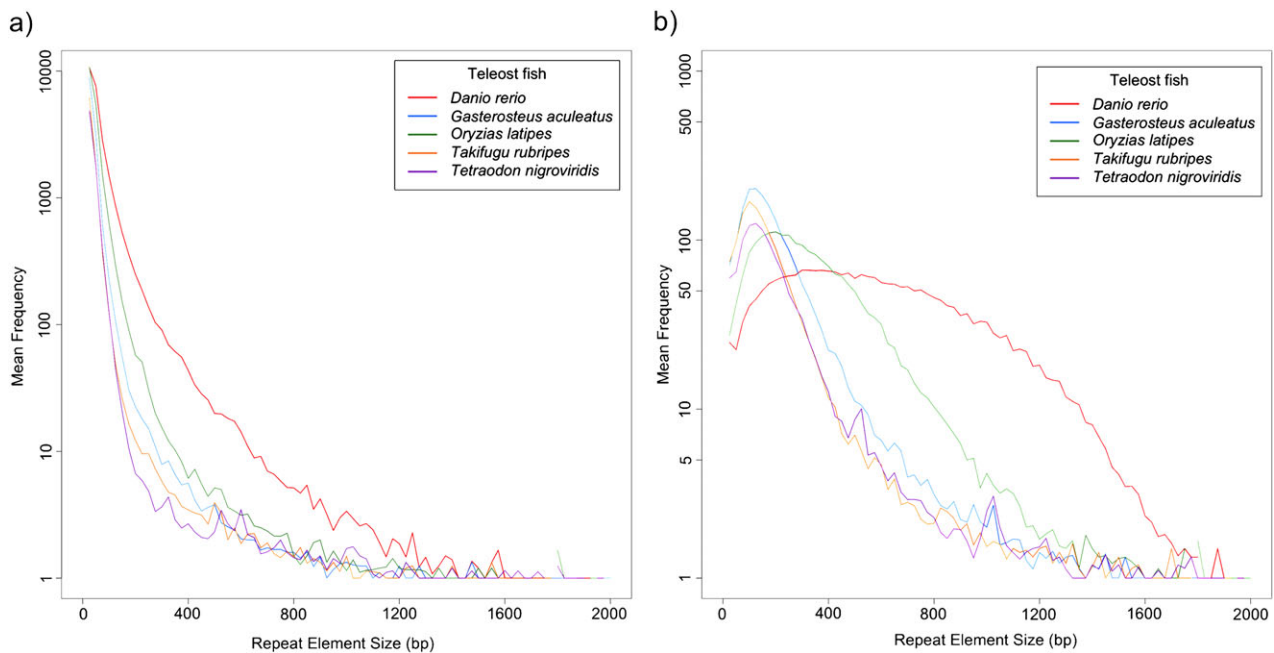 a)
10000
1000
100
10
1
Mean Frequency
0 400 800 1200 1600 2000
Repeat Element Size (bp)
Teleost fish
Danio rerio
Gasterosteus aculeatus
Oryzias latipes
Takifugu rubripes
Tetraodon nigroviridis
b)
1000
500
100
50
10
5
1
Mean Frequency
0 400 800 1200 1600 2000
Repeat Element Size (bp)
Teleost fish
Danio rerio
Gasterosteus aculeatus
Oryzias latipes
Takifugu rubripes
Tetraodon nigroviridis